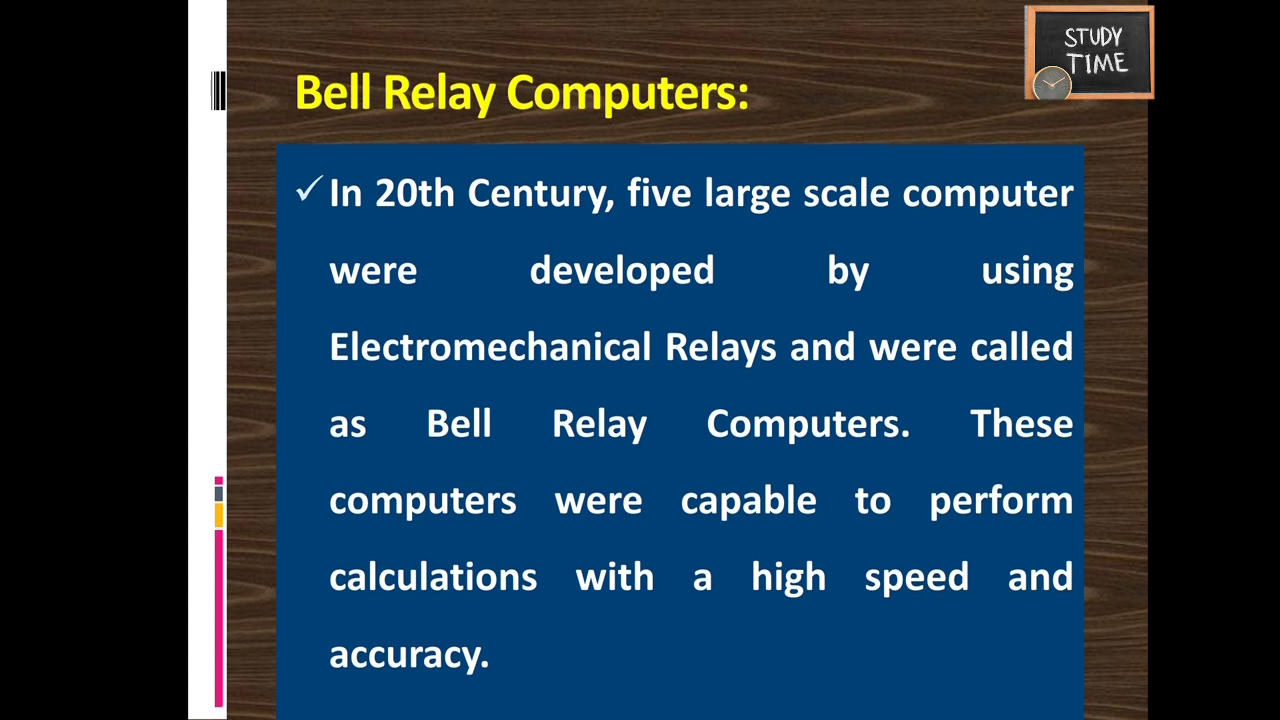 STUDY
TIME
Bell Relay Computers:
✓ In 20th Century, five large scale computer
were developed by using
Electromechanical Relays and were called
as Bell Relay Computers. These
computers were capable to perform
calculations with a high speed and
accuracy.